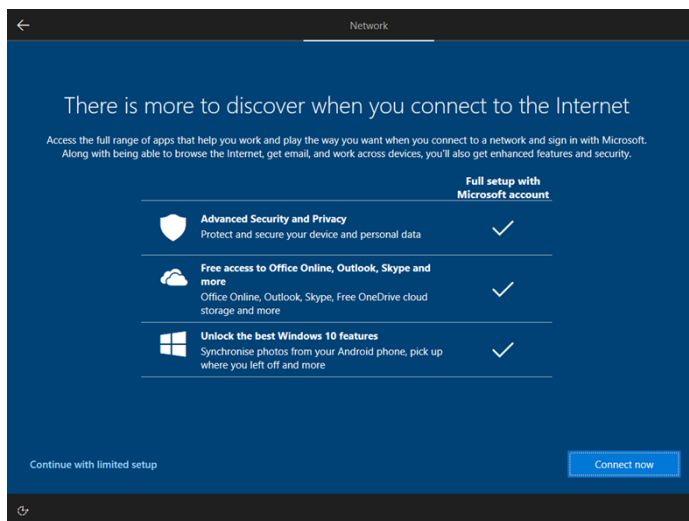 Network
There is more to discover when you connect to the Internet
Access the full range of apps that help you work and play the way you want when you connect to a network and sign in with Microsoft.
Along with being able to browse the Internet, get email, and work across devices, you'll also get enhanced features and security.
Full setup with
Microsoft account
Advanced Security and Privacy
Protect and secure your device and personal data
Free access to Office Online, Outlook, Skype and
more
Office Online, Outlook, Skype, Free OneDrive cloud
storage and more
Unlock the best Windows 10 features
Synchronise photos from your Android phone, pick up
where you left off and more
Continue with limited setup
Connect now